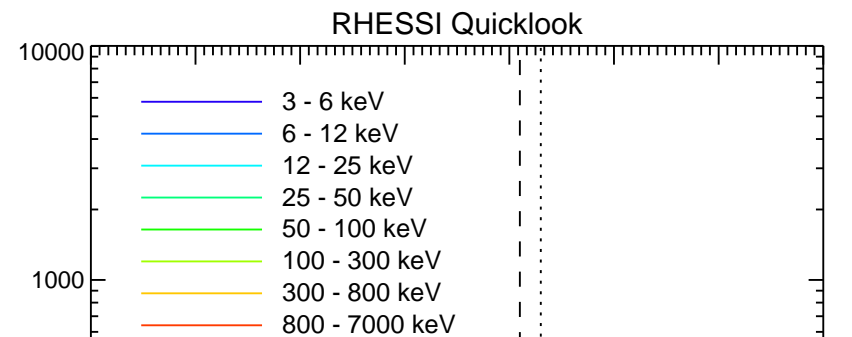 RHESSI Quicklook
10000
3 - 6 keV
6 - 12 keV
12 - 25 keV
25 - 50 keV
50 - 100 keV
100 - 300 keV
1000
300 - 800 keV
800 - 7000 keV